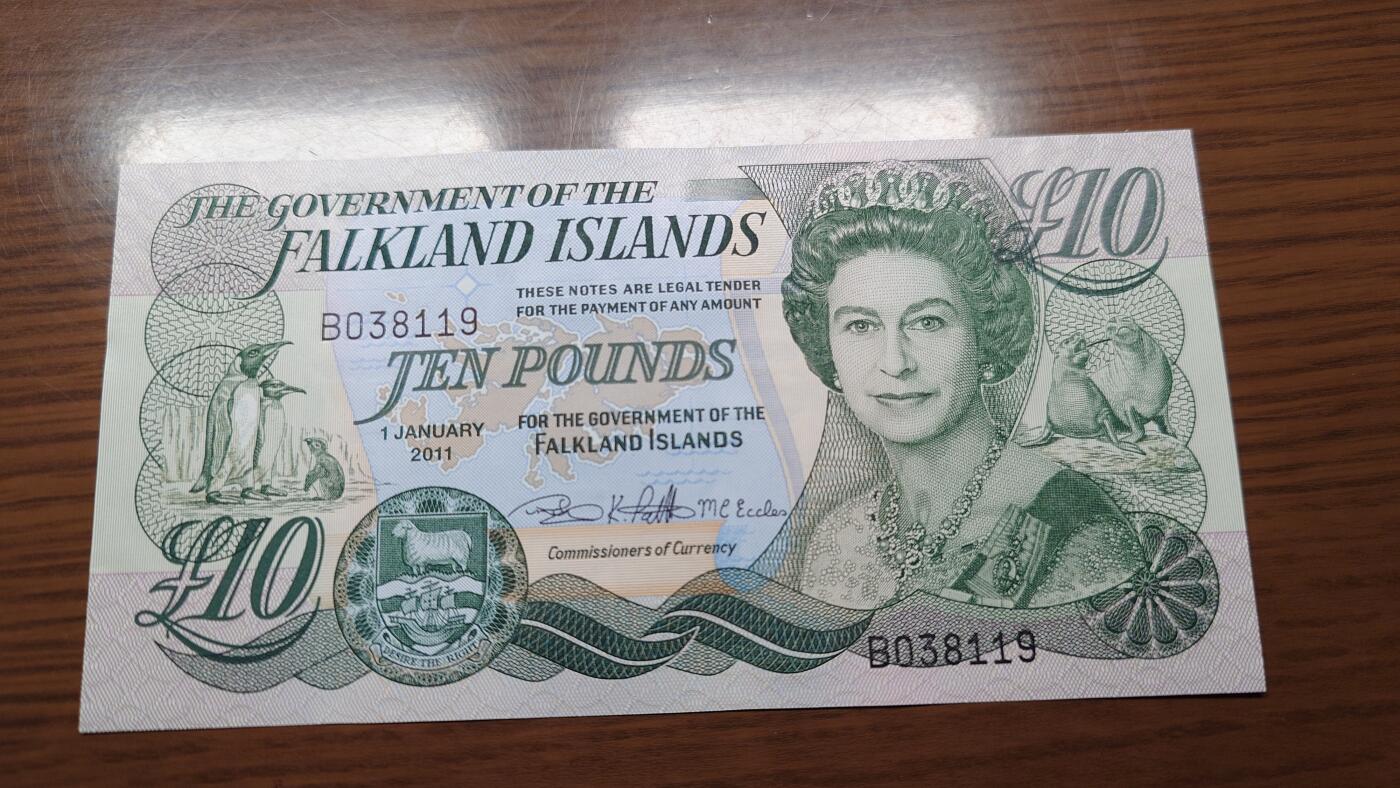 THE GOVERNMENT OF THE
FALKLAND ISLANDS
£10
THESE NOTES ARE LEGAL TENDER
FOR THE PAYMENT OF ANY AMOUNT
B038119
TEN POUNDS
1 JANUARY
2011
FOR THE GOVERNMENT OF THE
FALKLAND ISLANDS
MC Eccles
Commissioners of Currency
£10
DESIRE THE RIGHT
B038119